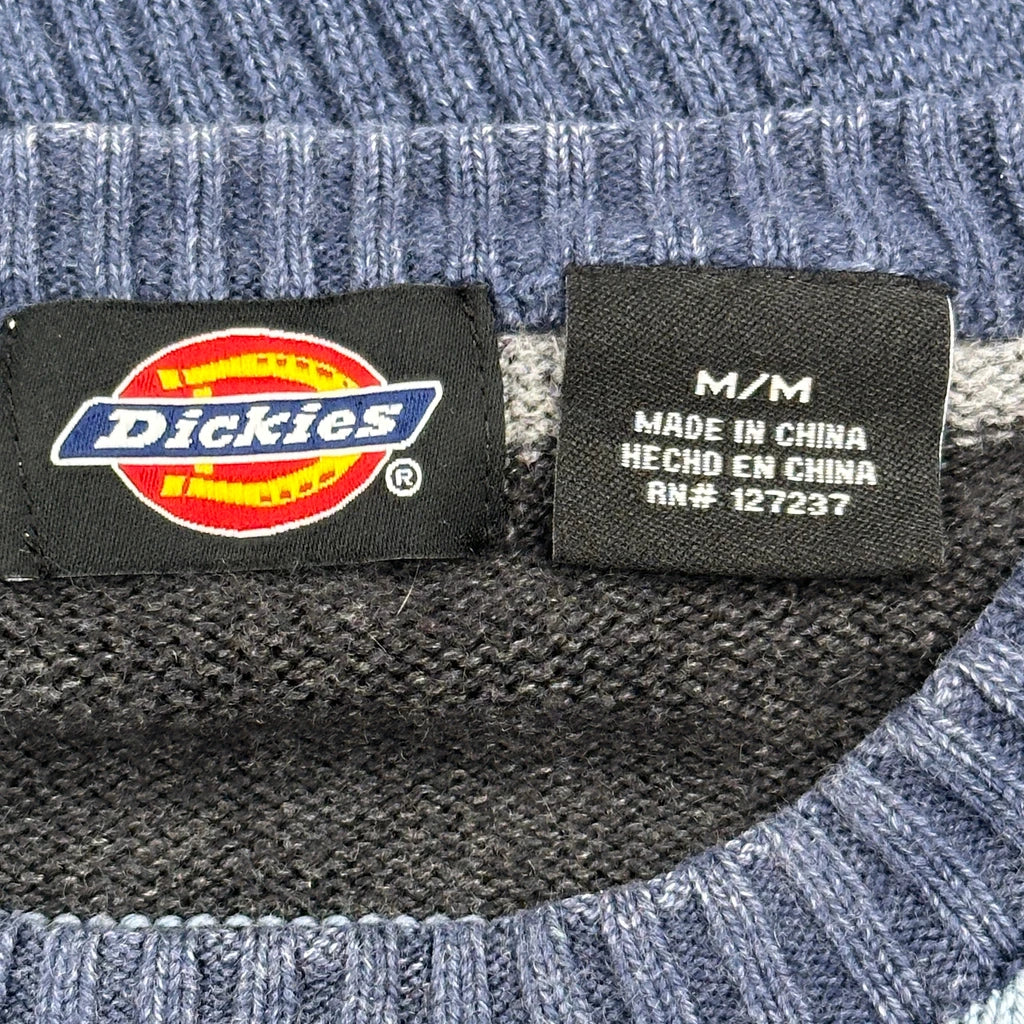 Dickies
®
M/M
MADE IN CHINA
HECHO EN CHINA
RN# 127237